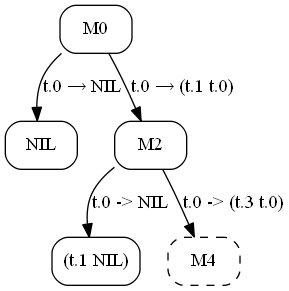 M0
t.0 → NIL
t.0 → (t.1 t.0)
NIL
M2
t.0 -> NIL
t.0 -> (t.3 t.0)
(t.1 NIL)
M4